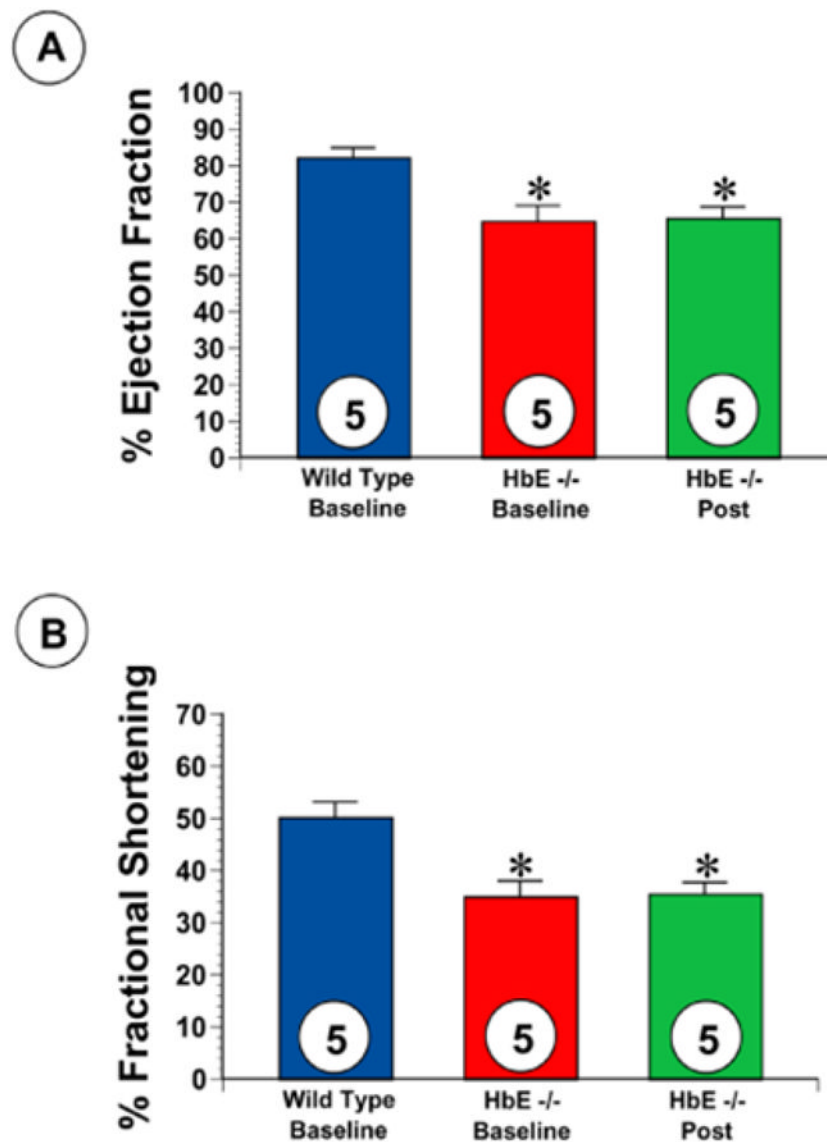 A
% Ejection Fraction
100
90
80
70
60
50
40
30
20
10
0
*
*
5
5
5
Wild Type
Baseline
HbE -/-
Baseline
HbE -/-
Post
B
% Fractional Shortening
70
60
50
40
30
20
10
0
*
*
5
5
5
Wild Type
Baseline
HbE -/-
Baseline
HbE -/-
Post